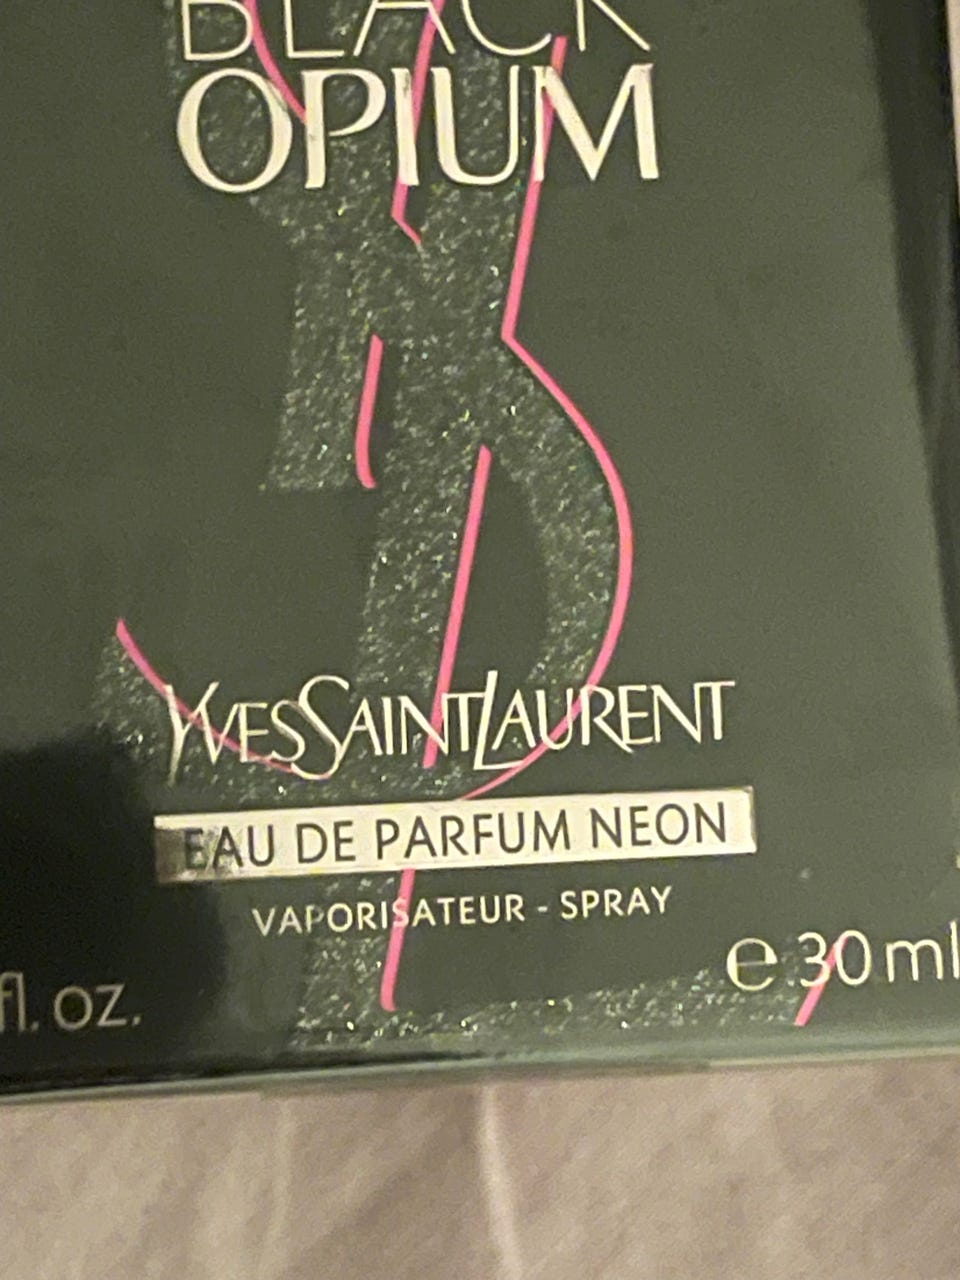 BLACK
OPIUM
YVESSAINTLAURENT
EAU DE PARFUM NEON
VAPORISATEUR - SPRAY
fl. oz.
e 30 ml